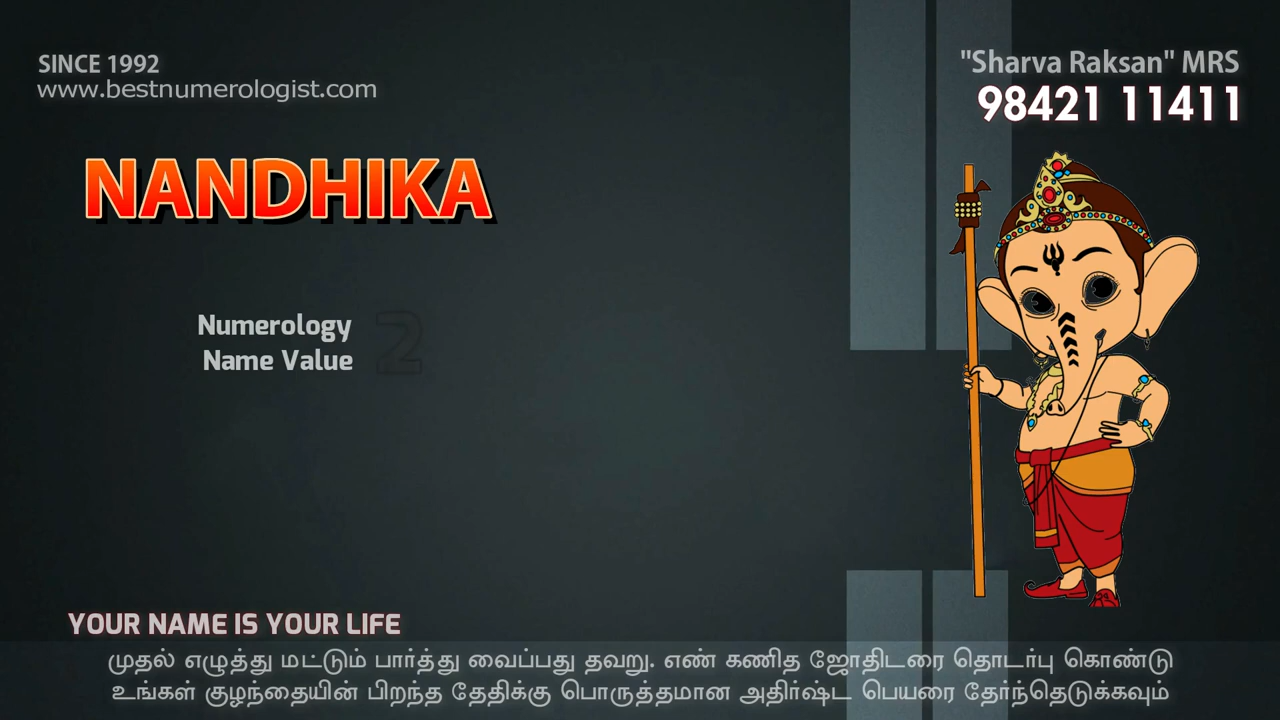 SINCE 1992
www.bestnumerologist.com
"Sharva Raksan" MRS
98421 11411
NANDHIKA
Numerology
Name Value 2
YOUR NAME IS YOUR LIFE
முதல் எழுத்து மட்டும் பார்த்து வைப்பது தவறு. எண் கணித ஜோதிடரை தொடர்பு கொண்டு
உங்கள் குழந்தையின் பிறந்த தேதிக்கு பொருத்தமான அதிர்ஷ்ட பெயரை தேர்ந்தெடுக்கவும்